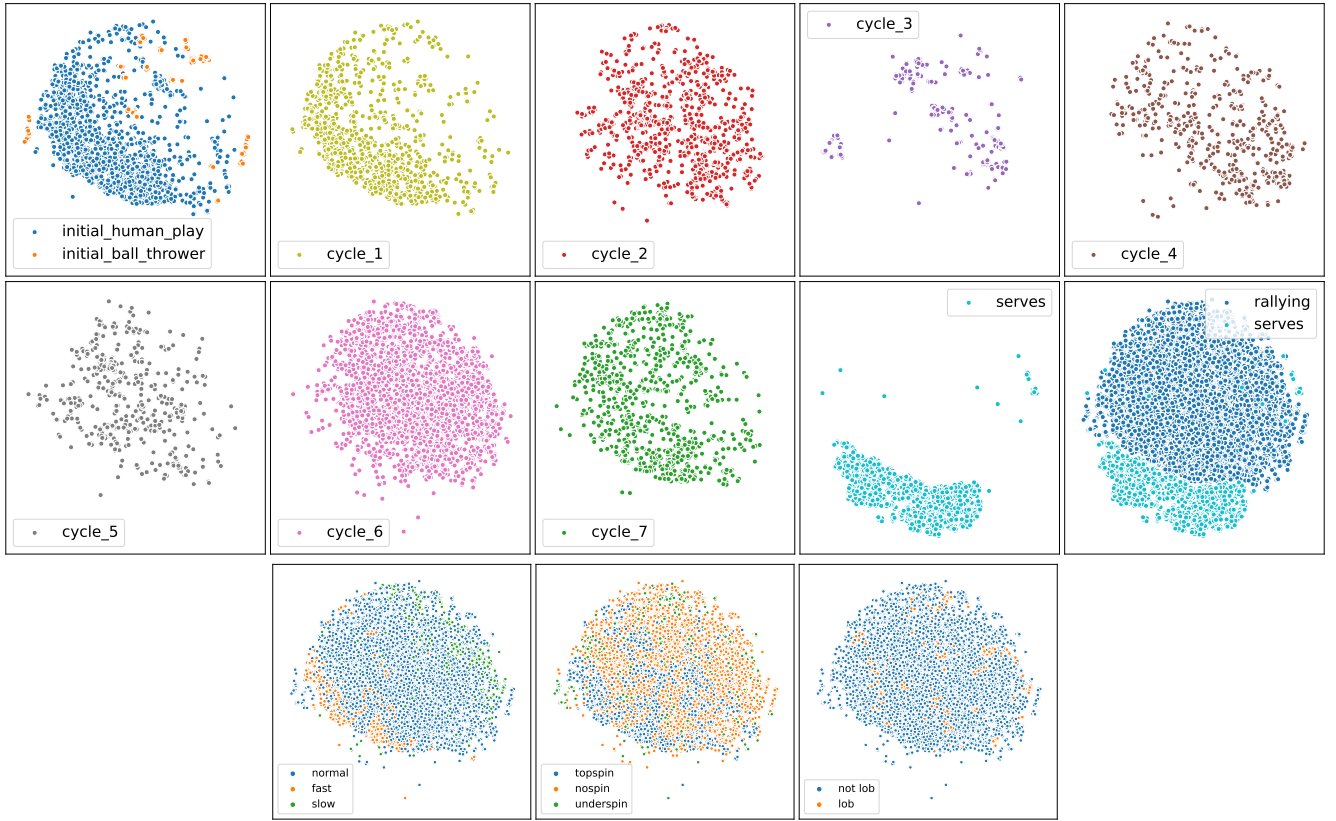 initial_human_play
initial_ball_thrower
cycle_1
cycle_2
cycle_3
cycle_4
cycle_5
cycle_6
cycle_7
serves
rallying
serves
normal
fast
slow
topspin
nospin
underspin
not lob
lob